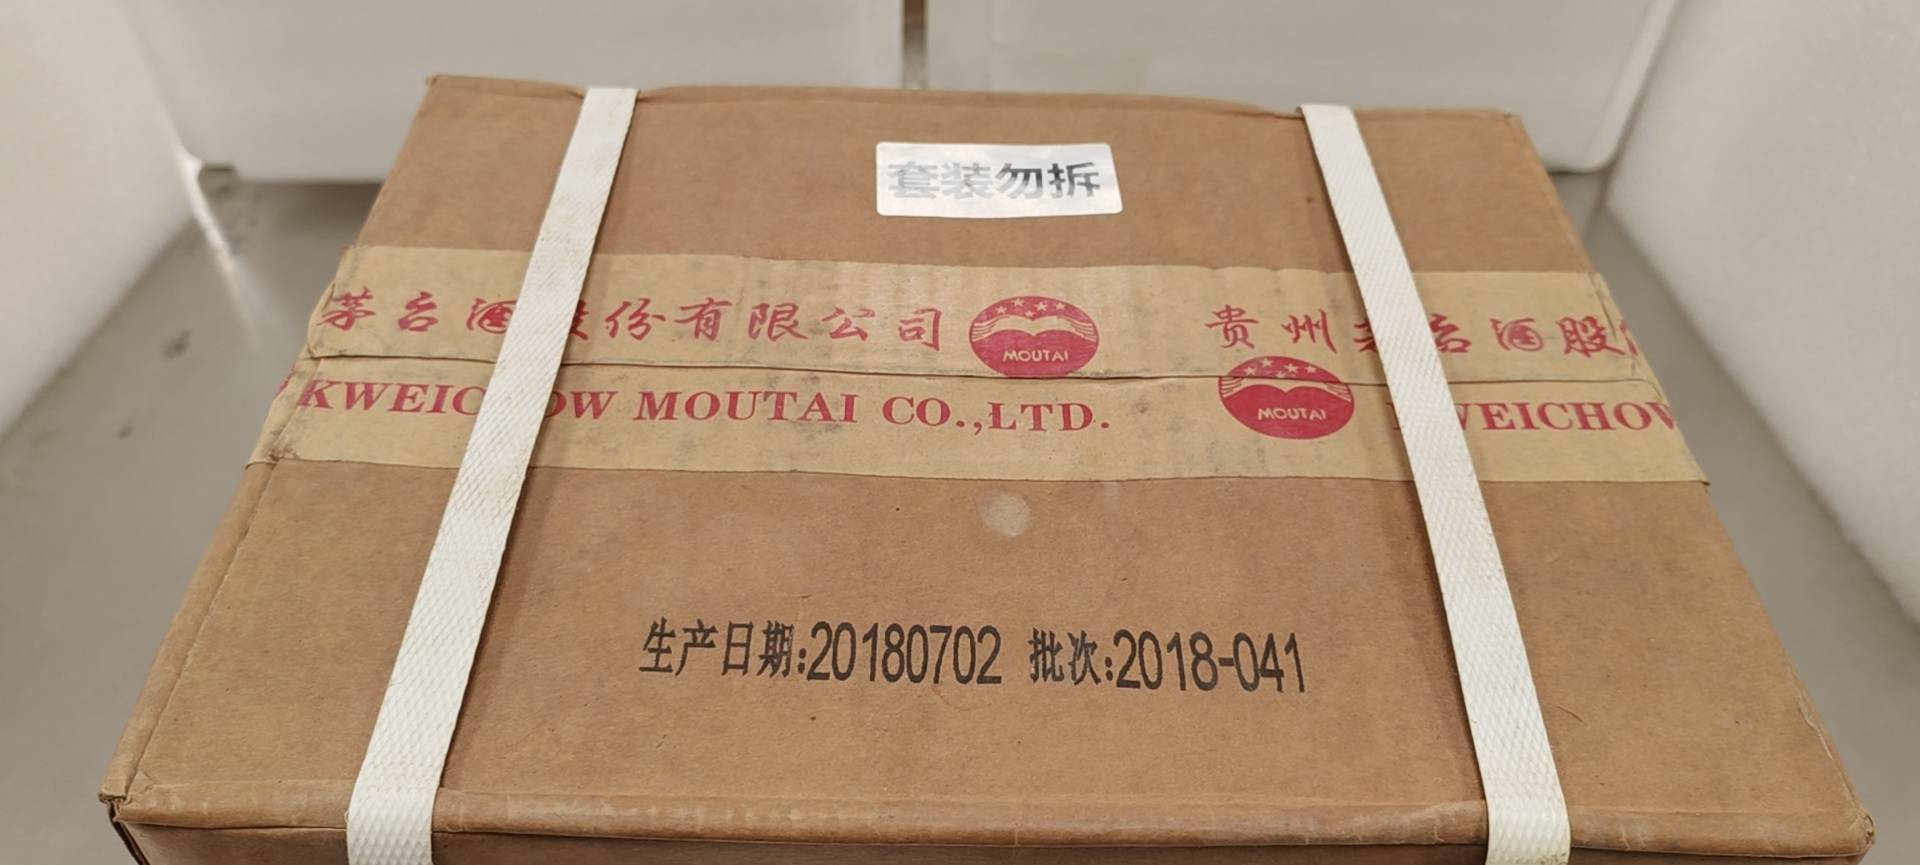 套装勿拆
茅台酒股份有限公司 MOUTAI 贵州茅台酒股
KWEICHOW MOUTAI CO.,LTD. MOUTAI KWEICHOW
生产日期:20180702 批次:2018-041